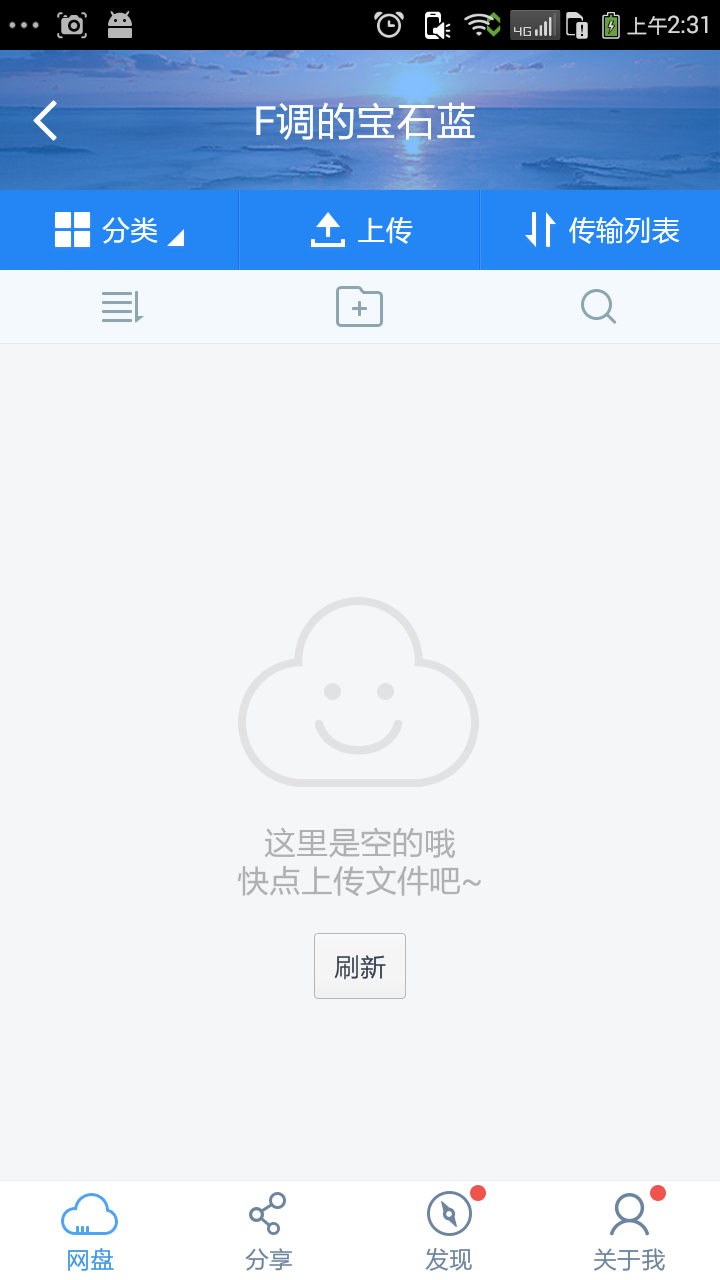 4G 上午2:31
F调的宝石蓝
分类 上传 传输列表
这里是空的哦
快点上传文件吧~
刷新
网盘 分享 发现 关于我